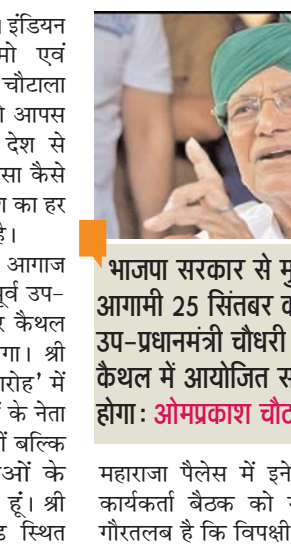 इंडियन
एवं
चौटाला
आपस
देश से
कैसे
का हर
है।
आगाज
उप-
कैथल
श्री
में
के नेता
बल्कि
के
हूं। श्री
स्थित
भाजपा सरकार से
आगामी 25 सितंबर
उप-प्रधानमंत्री चौधरी
कैथल में आयोजित
होगा: ओमप्रकाश
महाराजा पैलेस में
कार्यकर्ता बैठक को
गौरतलब है कि विपक्षी